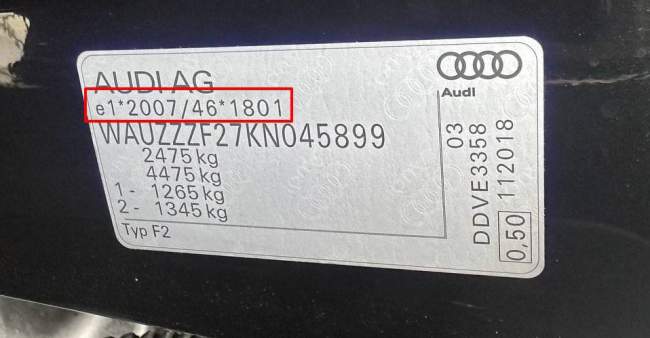 AUDI AG
e1*2007/46*1801
WAUZZZF27KN045899
2475 kg
4475 kg
1- 1265 kg
2- 1345 kg
Typ F2
Audi
03
DDVE3358
112018
0,50